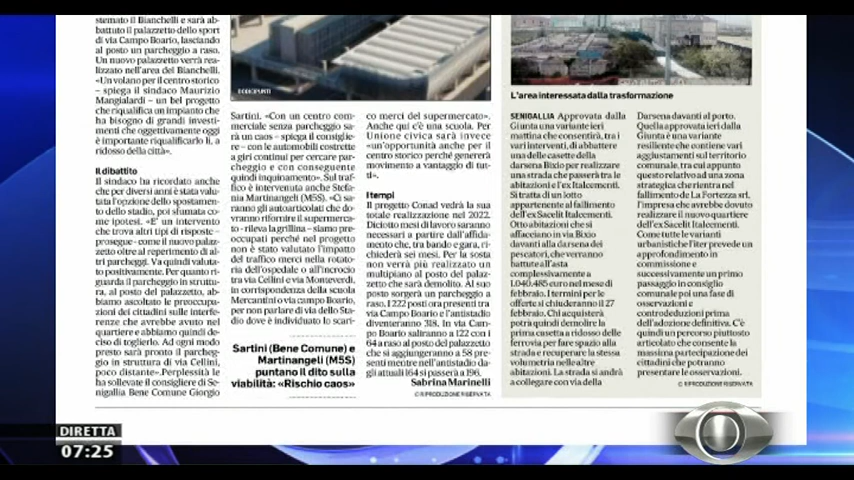 stemato il Bianchelli e sarà ab-
battuto il palazzetto dello sport
di via Campo Boario, lasciando
al posto un parcheggio a raso.
Un nuovo palazzetto verrà rea-
lizzato nell'area dei Bianchelli.
«Un volano per il centro storico
– spiega il sindaco Maurizio
Mangialardi – un bel progetto
che riqualifica un impianto che
ha bisogno di grandi investi-
menti che oggettivamente oggi
è importante riqualificarlo lì, a
ridosso della città».
Il dibattito
Il sindaco ha ricordato anche
che per diversi anni è stata valu-
tata l'opzione dello spostamento
dello stadio, poi sfumata co-
me ipotesi. «E' un intervento
che trova altri tipi di risposte –
prosegue – come il nuovo palaz-
zetto oltre al reperimento di al-
tri parcheggi. Va quindi valuta-
to positivamente. Per quanto ri-
guarda il parcheggio in struttu-
ra, al posto del palazzetto, ab-
biamo ascoltato le preoccupa-
zioni dei cittadini sulle interfe-
renze che avrebbe avuto nel
quartiere e abbiamo quindi de-
ciso di toglierlo. Ad ogni modo
presto sarà pronto il parcheg-
gio in struttura di via Cellini,
poco distante».Perplessità le
ha sollevate il consigliere di Se-
nigallia Bene Comune Giorgio
DODICIPUNTI
Sartini. «Con un centro com-
merciale senza parcheggio sa-
rà un caos – spiega il consiglie-
re – con le automobili costrette
a giri continui per cercare par-
cheggio e con conseguente
quindi inquinamento». Sul traf-
fico è intervenuta anche Stefa-
nia Martinangeli (M5S). «Ci sa-
ranno gli autoarticolati che do-
vranno rifornire il supermerca-
to - rileva la grillina – siamo pre-
occupati perché nel progetto
non è stato valutato l'impatto
del traffico merci nella rotato-
ria dell'ospedale o all'incrocio
tra via Cellini e via Monteverdi,
in corrispondenza della scuola
Mercantini o via campo Boario,
per non parlare di via dello Sta-
dio dove è individuato lo scari-
Sartini (Bene Comune) e
Martinangeli (M5S)
puntano il dito sulla
viabilità: «Rischio caos»
co merci del supermercato».
Anche qui c'è una scuola. Per
Unione civica sarà invece
«un'opportunità anche per il
centro storico perché genererà
movimento a vantaggio di tut-
ti».
I tempi
Il progetto Conad vedrà la sua
totale realizzazione nel 2022.
Diciotto mesi di lavoro saranno
necessari a partire dall'affida-
mento che, tra bando e gara, ri-
chiederà sei mesi. Per la sosta
non verrà più realizzato un
multipiano al posto del palaz-
zetto che sarà demolito. Al suo
posto sorgerà un parcheggio a
raso. I 222 posti ora presenti tra
via Campo Boario e l'antistadio
diventeranno 318. In via Cam-
po Boario saliranno a 122 con i
64 a raso al posto del palazzetto
che si aggiungeranno a 58 pre-
senti mentre nell'antistadio da-
gli attuali 164 si passerà a 196.
Sabrina Marinelli
© RIPRODUZIONE RISERVATA
L'area interessata dalla trasformazione
SENIGALLIA Approvata dalla
Giunta una variante ieri
mattina che consentirà, tra i
vari interventi, di abbattere
una delle casette della
darsena Bixio per realizzare
una strada che passerà tra le
abitazioni e l'ex Italcementi.
Si tratta di un lotto
appartenente al fallimento
dell'ex Sacelit Italcementi.
Otto abitazioni che si
affacciano in via Bixio
davanti alla darsena dei
pescatori, che verranno
battute all'asta
complessivamente a
1.040.485 euro nel mese di
febbraio. I termini per le
offerte si chiuderanno il 27
febbraio. Chi acquisterà
potrà quindi demolire la
prima casetta a ridosso delle
ferrovia per fare spazio alla
strada e recuperare la stessa
volumetria nelle altre
abitazioni. La strada si andrà
a collegare con via della
Darsena davanti al porto.
Quella approvata ieri dalla
Giunta è una variante
resiliente che contiene vari
aggiustamenti sul territorio
comunale, tra cui appunto
questo relativo ad una zona
strategica che rientra nel
fallimento de La Fortezza srl,
l'impresa che avrebbe dovuto
realizzare il nuovo quartiere
dell'ex Sacelit Italcementi.
Come tutte le varianti
urbanistiche l'iter prevede un
approfondimento in
commissione e
successivamente un primo
passaggio in consiglio
comunale poi una fase di
osservazioni e
controdeduzioni prima
dell'adozione definitiva. C'è
quindi un percorso piuttosto
articolato che consente la
massima partecipazione dei
cittadini che potranno
presentare le osservazioni.
© RIPRODUZIONE RISERVATA
DIRETTA
07:25